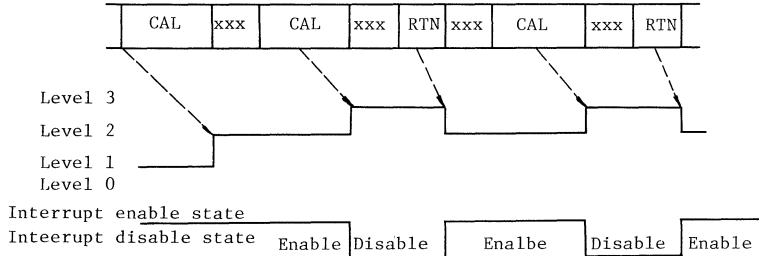 CAL xxx CAL xxx RTN xxx CAL xxx RTN
Level 3
Level 2
Level 1
Level 0
Interrupt enable state
Inteerupt disable state Enable Disable Enalbe Disable Enable